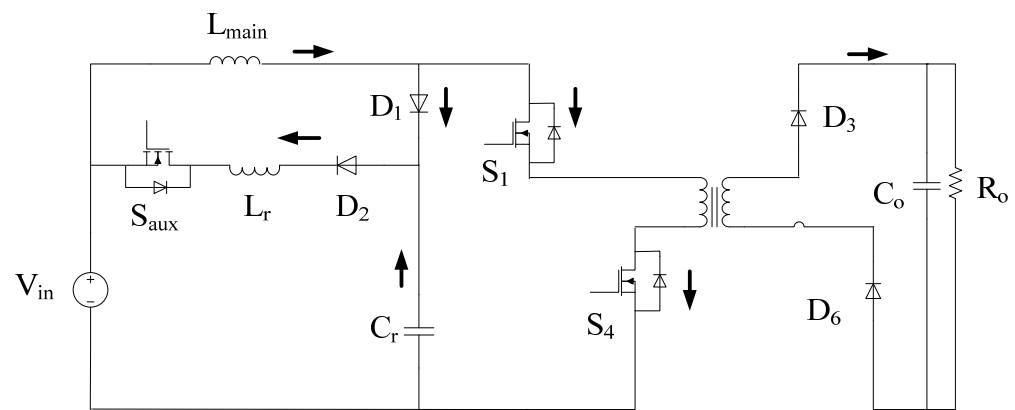 L_main
D_1
D_3
S_1
S_aux
L_r
D_2
C_o
R_o
V_in
+
−
C_r
S_4
D_6